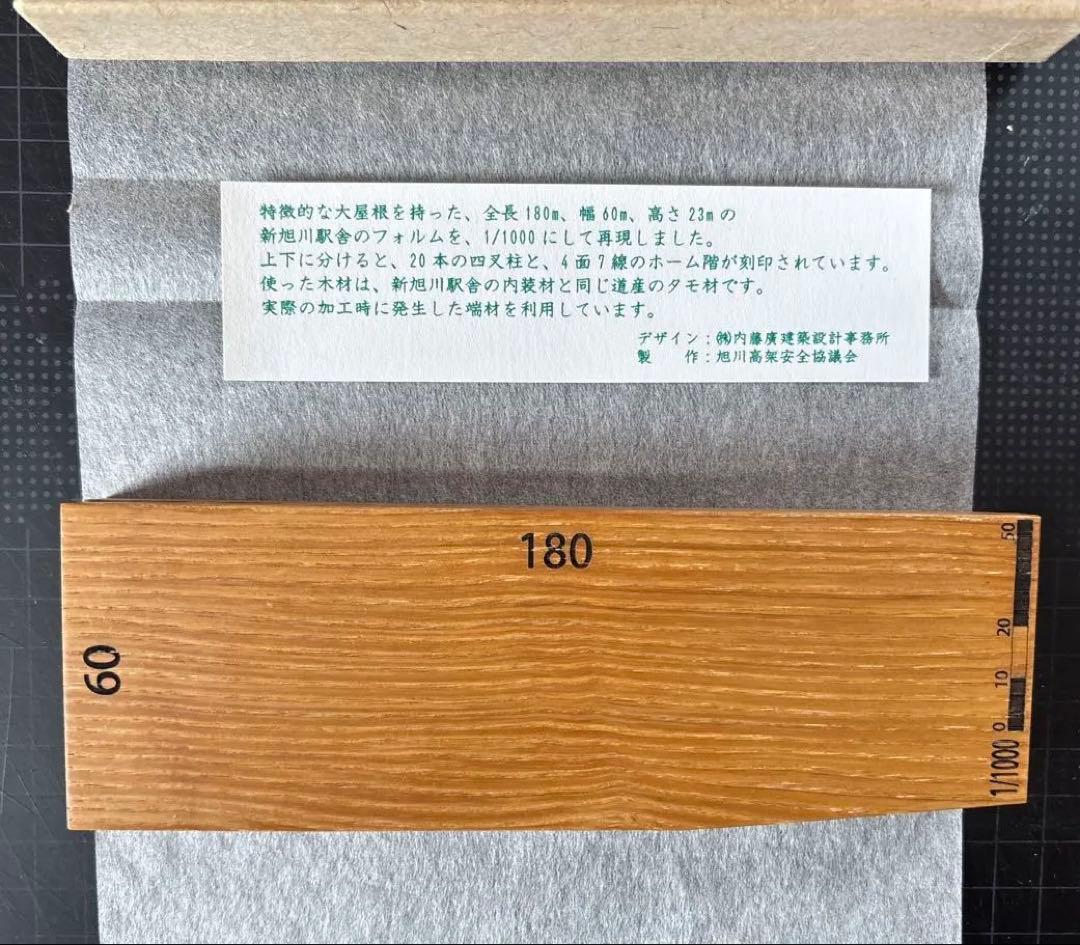 特徴的な大屋根を持った、全長180m、幅60m、高さ23mの
新旭川駅舎のフォルムを、1/1000にして再現しました。
上下に分けると、20本の四叉柱と、4面7線のホーム階が刻印されています。
使った木材は、新旭川駅舎の内装材と同じ道産のタモ材です。
実際の加工時に発生した端材を利用しています。
デザイン：㈱内藤廣建築設計事務所
製　　作：旭川高架安全協議会
180
60
50
20
10
0
1/1000